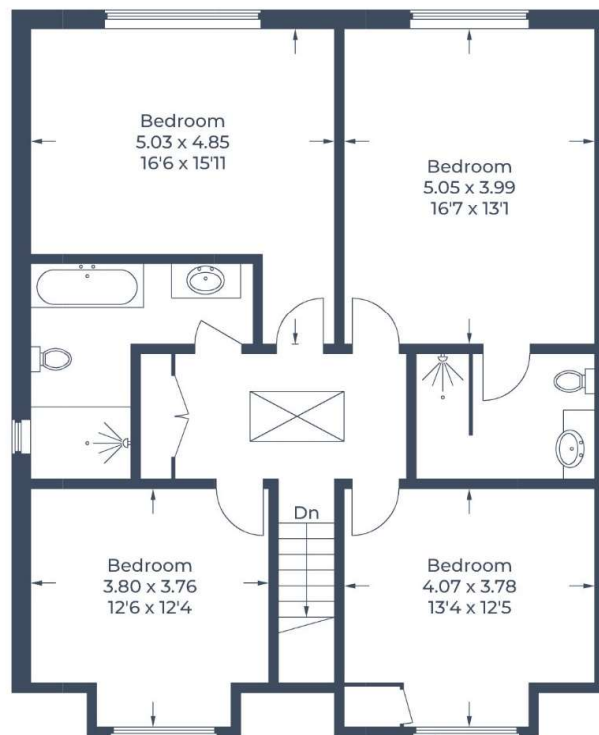 Bedroom
5.03 x 4.85
16'6 x 15'11
Bedroom
5.05 x 3.99
16'7 x 13'1
Dn
Bedroom
3.80 x 3.76
12'6 x 12'4
Bedroom
4.07 x 3.78
13'4 x 12'5